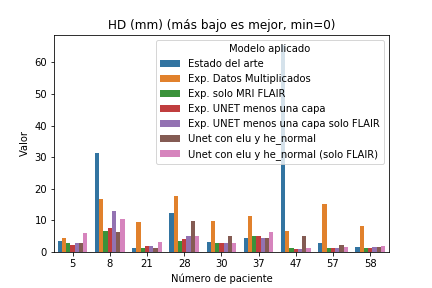 HD (mm) (más bajo es mejor, min=0)
Modelo aplicado
Estado del arte
Exp. Datos Multiplicados
Exp. solo MRI FLAIR
Exp. UNET menos una capa
Exp. UNET menos una capa solo FLAIR
Unet con elu y he_normal
Unet con elu y he_normal (solo FLAIR)
Valor
60
50
40
30
20
10
0
5 8 21 28 30 37 47 57 58
Número de paciente